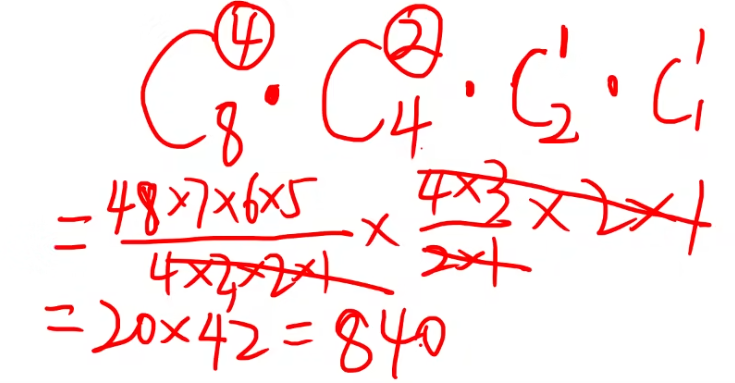 C₈⁴ · C₄² · C₂¹ · C₁¹
= 48×7×6×5 / 4×3×2×1 × 4×3 / 2×1 × 2×1
= 20×42 = 840